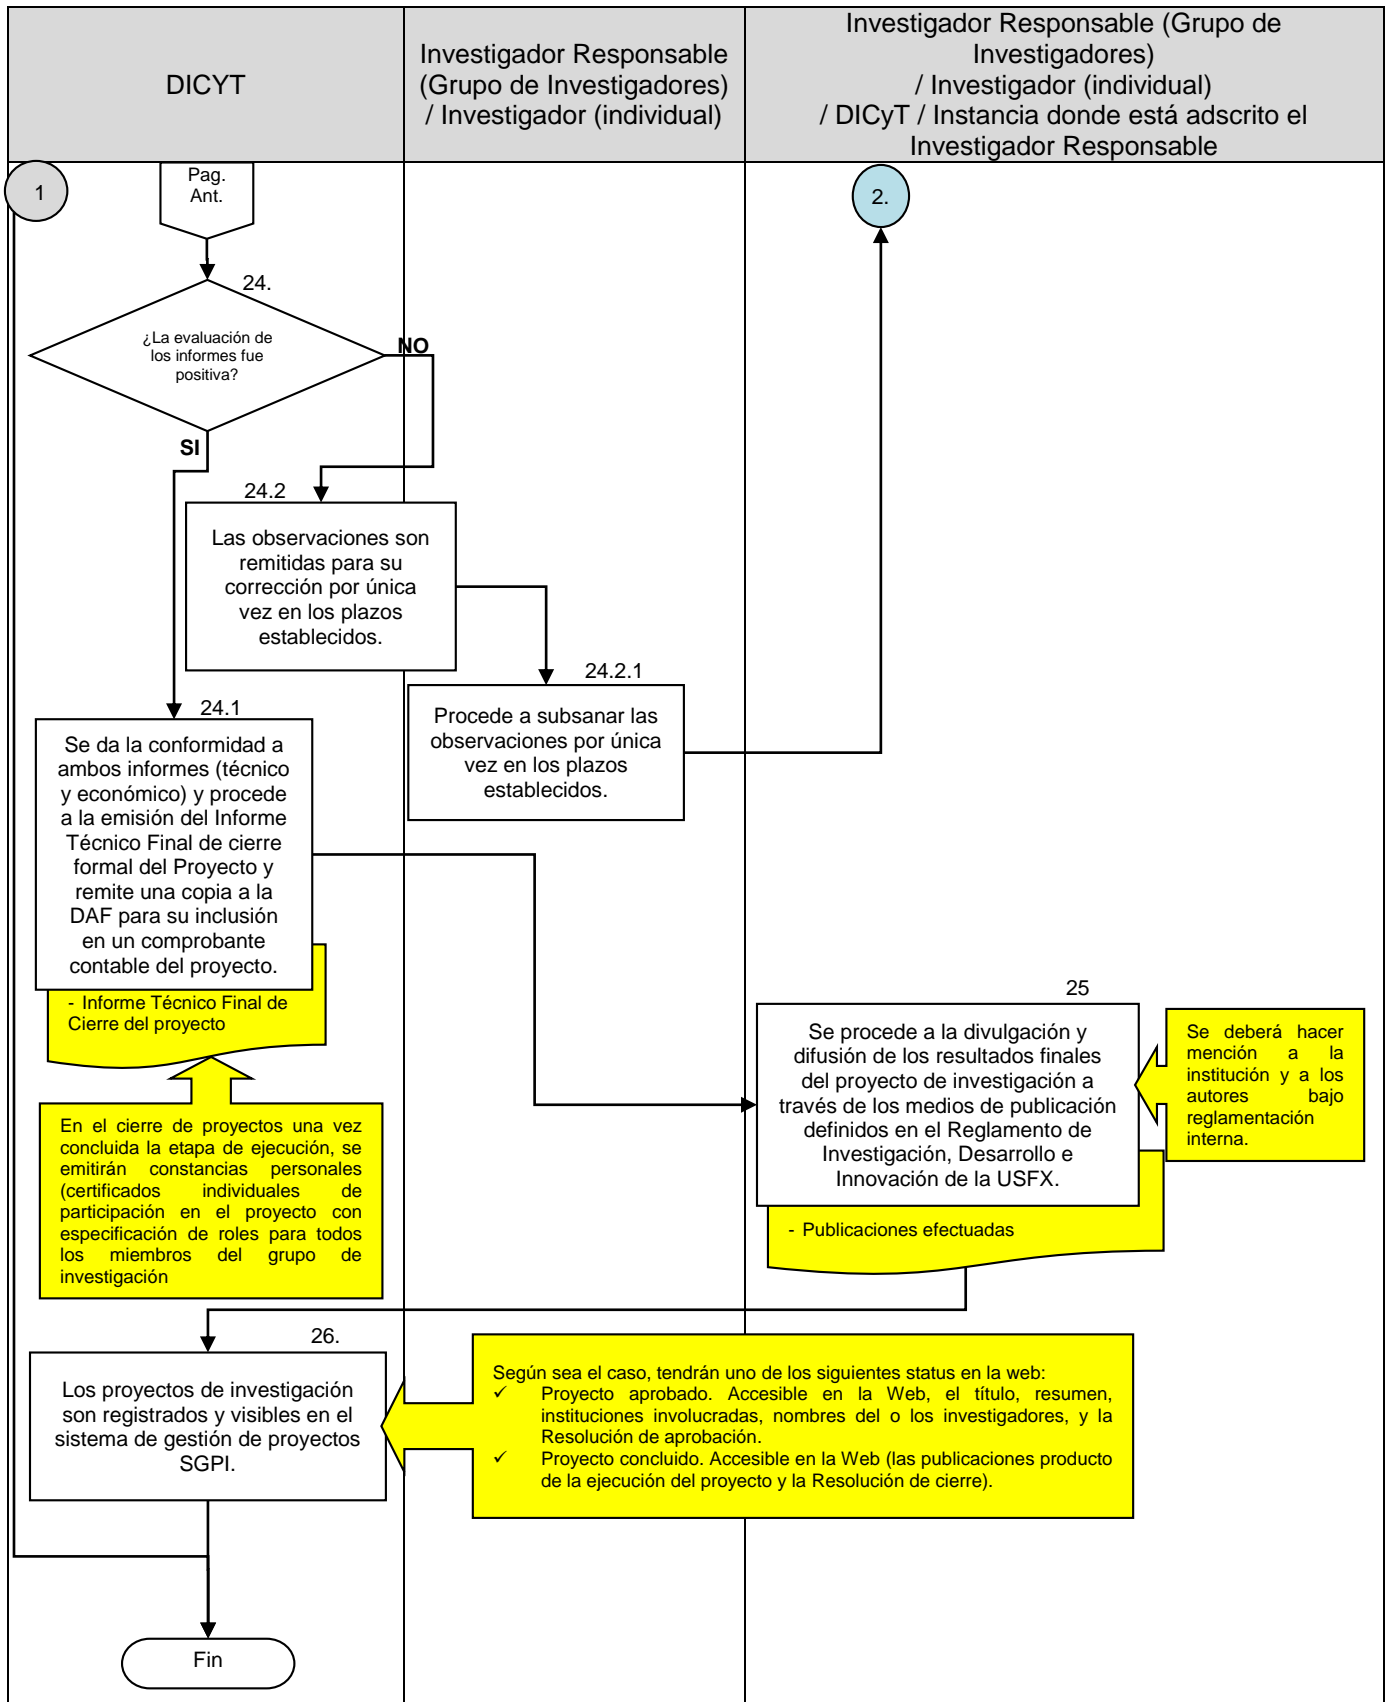 DICYT
Investigador Responsable
(Grupo de Investigadores)
/ Investigador (individual)
Investigador Responsable (Grupo de
Investigadores)
/ Investigador (individual)
/ DICyT / Instancia donde está adscrito el
Investigador Responsable
1
Pag.
Ant.
2.
24.
¿La evaluación de
los informes fue
positiva?
NO
SI
24.2
Las observaciones son
remitidas para su
corrección por única
vez en los plazos
establecidos.
24.2.1
Procede a subsanar las
observaciones por única
vez en los plazos
establecidos.
24.1
Se da la conformidad a
ambos informes (técnico
y económico) y procede
a la emisión del Informe
Técnico Final de cierre
formal del Proyecto y
remite una copia a la
DAF para su inclusión
en un comprobante
contable del proyecto.
- Informe Técnico Final de
Cierre del proyecto
En el cierre de proyectos una vez
concluida la etapa de ejecución, se
emitirán constancias personales
(certificados individuales de
participación en el proyecto con
especificación de roles para todos
los miembros del grupo de
investigación
25
Se procede a la divulgación y
difusión de los resultados finales
del proyecto de investigación a
través de los medios de publicación
definidos en el Reglamento de
Investigación, Desarrollo e
Innovación de la USFX.
- Publicaciones efectuadas
Se deberá hacer
mención a la
institución y a los
autores bajo
reglamentación
interna.
26.
Los proyectos de investigación
son registrados y visibles en el
sistema de gestión de proyectos
SGPI.
Según sea el caso, tendrán uno de los siguientes status en la web:
✓ Proyecto aprobado. Accesible en la Web, el título, resumen,
instituciones involucradas, nombres del o los investigadores, y la
Resolución de aprobación.
✓ Proyecto concluido. Accesible en la Web (las publicaciones producto
de la ejecución del proyecto y la Resolución de cierre).
Fin